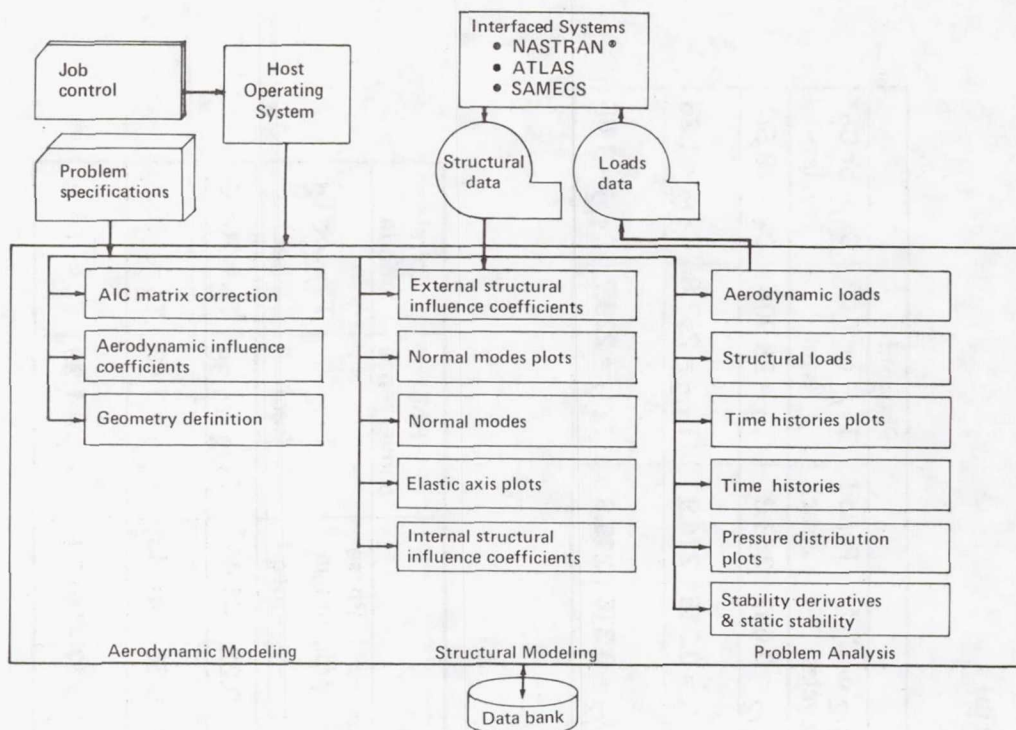 Interfaced Systems
• NASTRAN®
• ATLAS
• SAMECS
Job
control
Host
Operating
System
Problem
specifications
Structural
data
Loads
data
AIC matrix correction
Aerodynamic influence
coefficients
Geometry definition
External structural
influence coefficients
Normal modes plots
Normal modes
Elastic axis plots
Internal structural
influence coefficients
Aerodynamic loads
Structural loads
Time histories plots
Time histories
Pressure distribution
plots
Stability derivatives
& static stability
Aerodynamic Modeling
Structural Modeling
Problem Analysis
Data bank